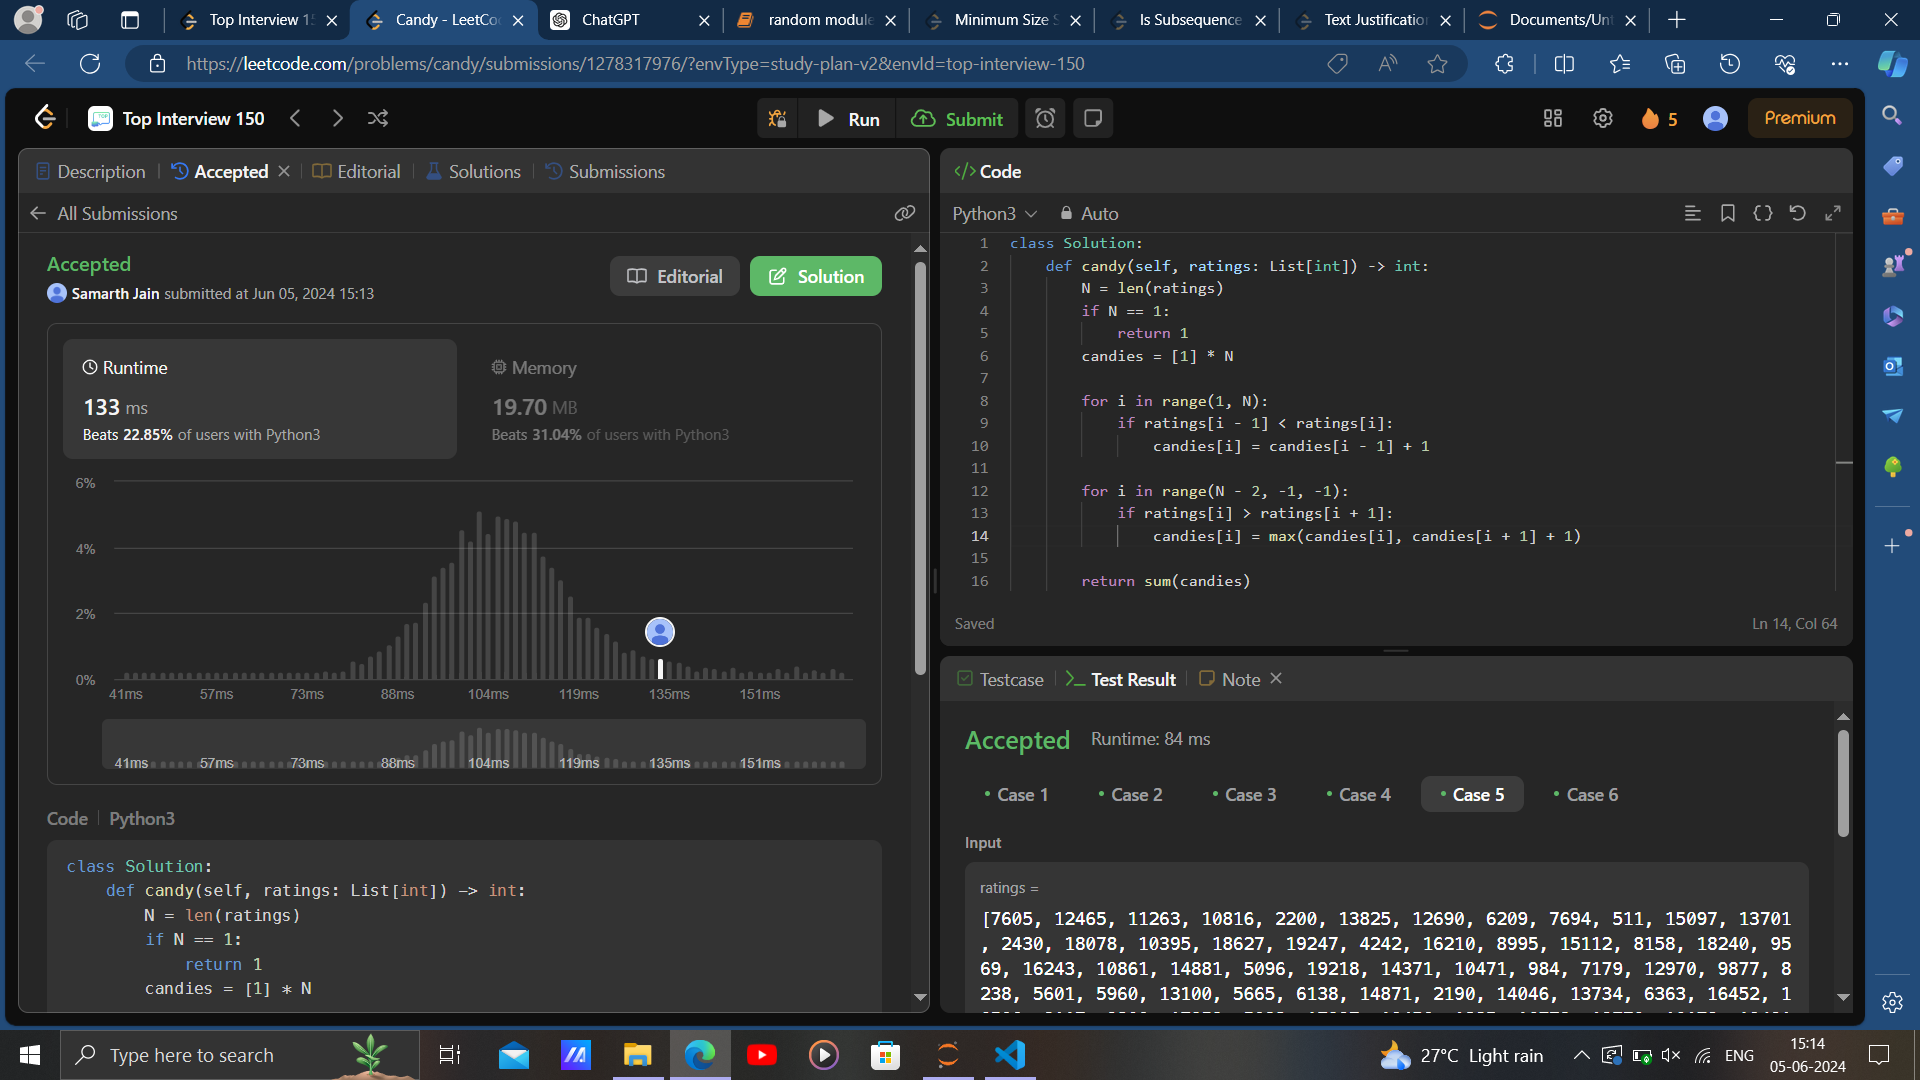 Top Interview 1
Candy - LeetCo
ChatGPT
random module
Minimum Size S
Is Subsequence
Text Justificatio
Documents/Unt
https://leetcode.com/problems/candy/submissions/1278317976/?envType=study-plan-v2&envId=top-interview-150
Top Interview 150
Run
Submit
5
Premium
Description
Accepted
Editorial
Solutions
Submissions
All Submissions
Accepted
Samarth Jain submitted at Jun 05, 2024 15:13
Editorial
Solution
Runtime
133 ms
Beats 22.85% of users with Python3
Memory
19.70 MB
Beats 31.04% of users with Python3
6%
4%
2%
0%
41ms 57ms 73ms 88ms 104ms 119ms 135ms 151ms
41ms 57ms 73ms 88ms 104ms 119ms 135ms 151ms
Code Python3
class Solution:
def candy(self, ratings: List[int]) -> int:
N = len(ratings)
if N == 1:
return 1
candies = [1] * N
</> Code
Python3 Auto
1 class Solution:
2 def candy(self, ratings: List[int]) -> int:
3 N = len(ratings)
4 if N == 1:
5 return 1
6 candies = [1] * N
7
8 for i in range(1, N):
9 if ratings[i - 1] < ratings[i]:
10 candies[i] = candies[i - 1] + 1
11
12 for i in range(N - 2, -1, -1):
13 if ratings[i] > ratings[i + 1]:
14 candies[i] = max(candies[i], candies[i + 1] + 1)
15
16 return sum(candies)
Saved
Ln 14, Col 64
Testcase
Test Result
Note
Accepted Runtime: 84 ms
Case 1 Case 2 Case 3 Case 4 Case 5 Case 6
Input
ratings =
[7605, 12465, 11263, 10816, 2200, 13825, 12690, 6209, 7694, 511, 15097, 13701
, 2430, 18078, 10395, 18627, 19247, 4242, 16210, 8995, 15112, 8158, 18240, 95
69, 16243, 10861, 14881, 5096, 19218, 14371, 10471, 984, 7179, 12970, 9877, 8
238, 5601, 5960, 13100, 5665, 6138, 14871, 2190, 14046, 13734, 6363, 16452, 1
Type here to search
27°C Light rain
ENG
15:14
05-06-2024